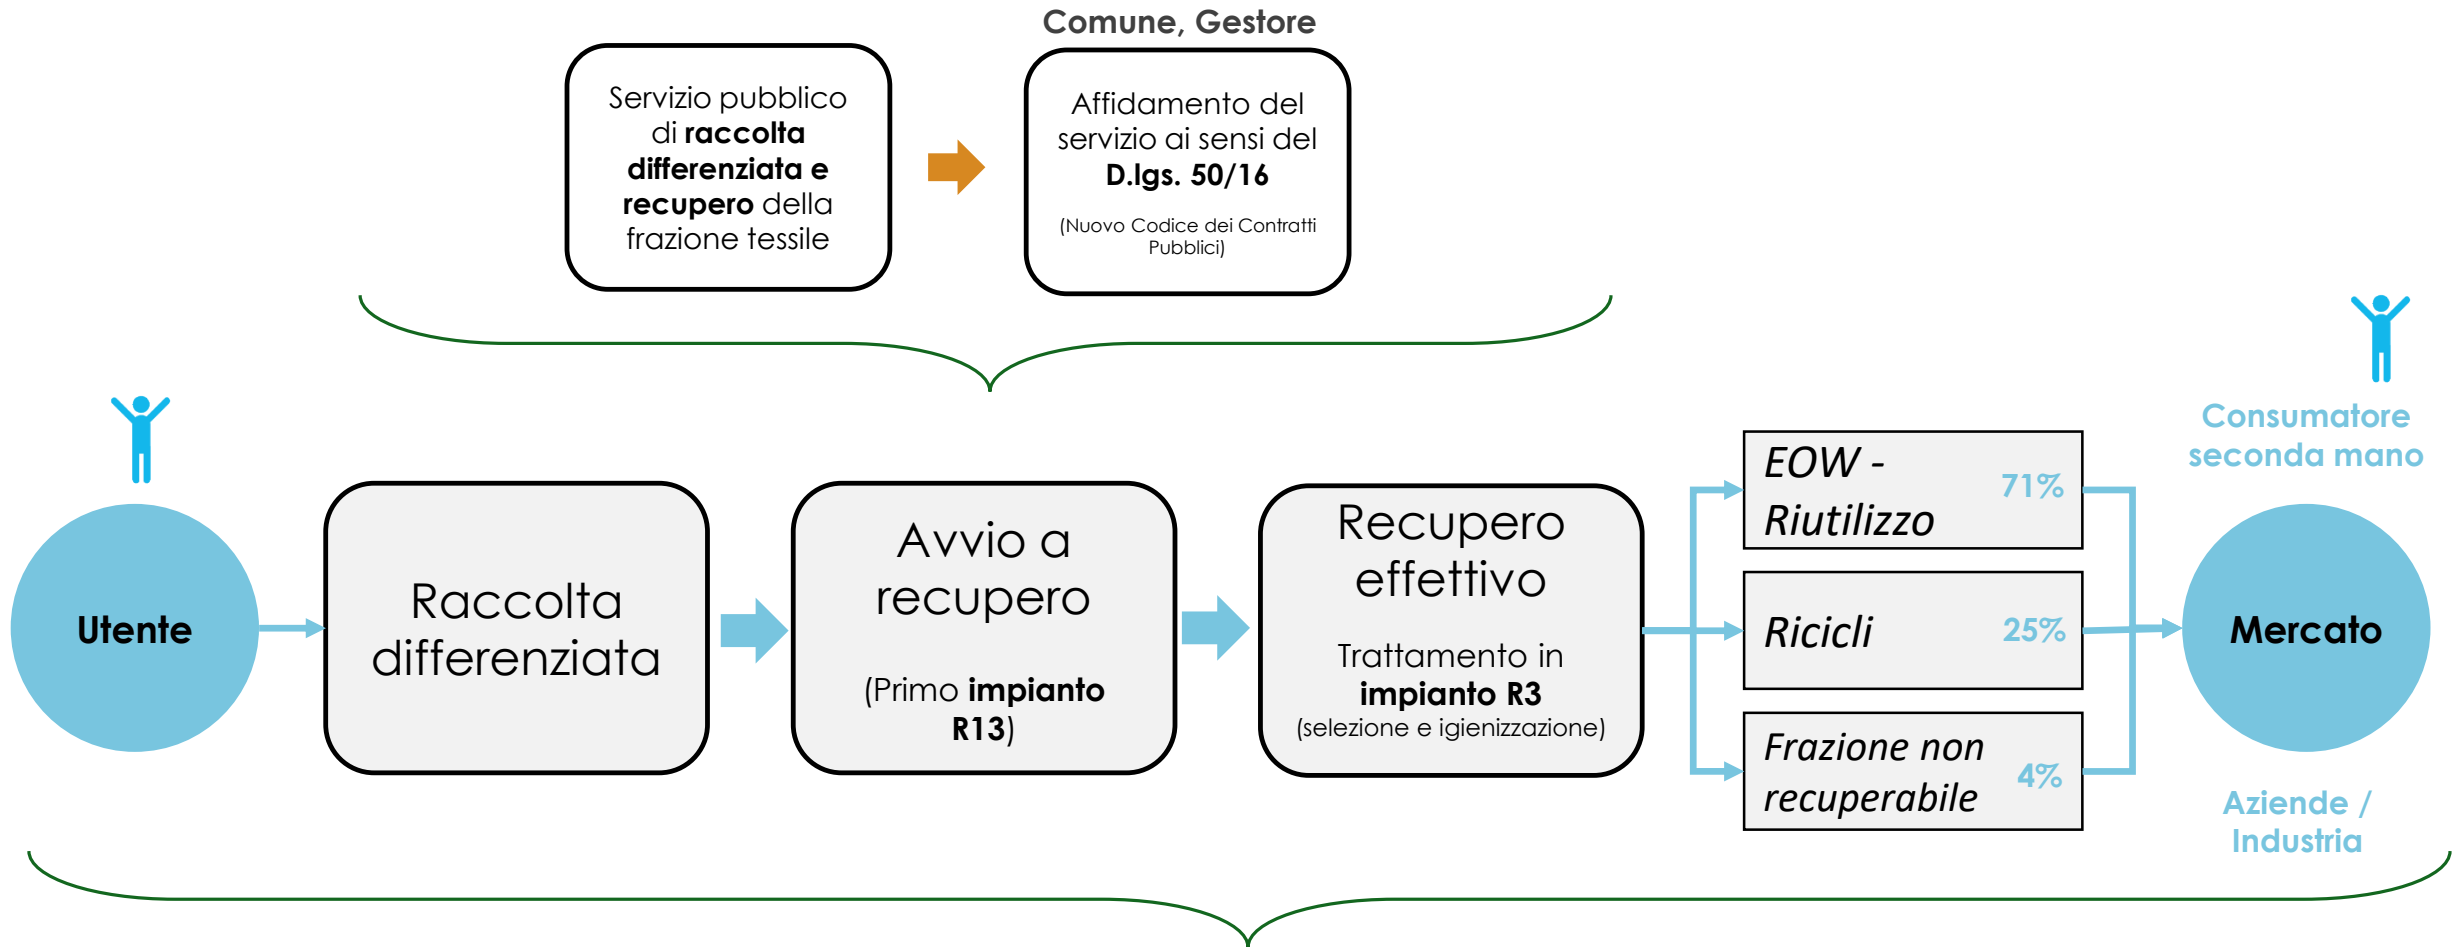 Comune, Gestore
Servizio pubblico
di raccolta
differenziata e
recupero della
frazione tessile
Affidamento del
servizio ai sensi del
D.lgs. 50/16
(Nuovo Codice dei Contratti
Pubblici)
Utente
Raccolta
differenziata
Avvio a
recupero
(Primo impianto
R13)
Recupero
effettivo
Trattamento in
impianto R3
(selezione e igienizzazione)
EOW -
Riutilizzo
71%
Ricicli
25%
Frazione non
recuperabile
4%
Consumatore
seconda mano
Mercato
Aziende /
Industria